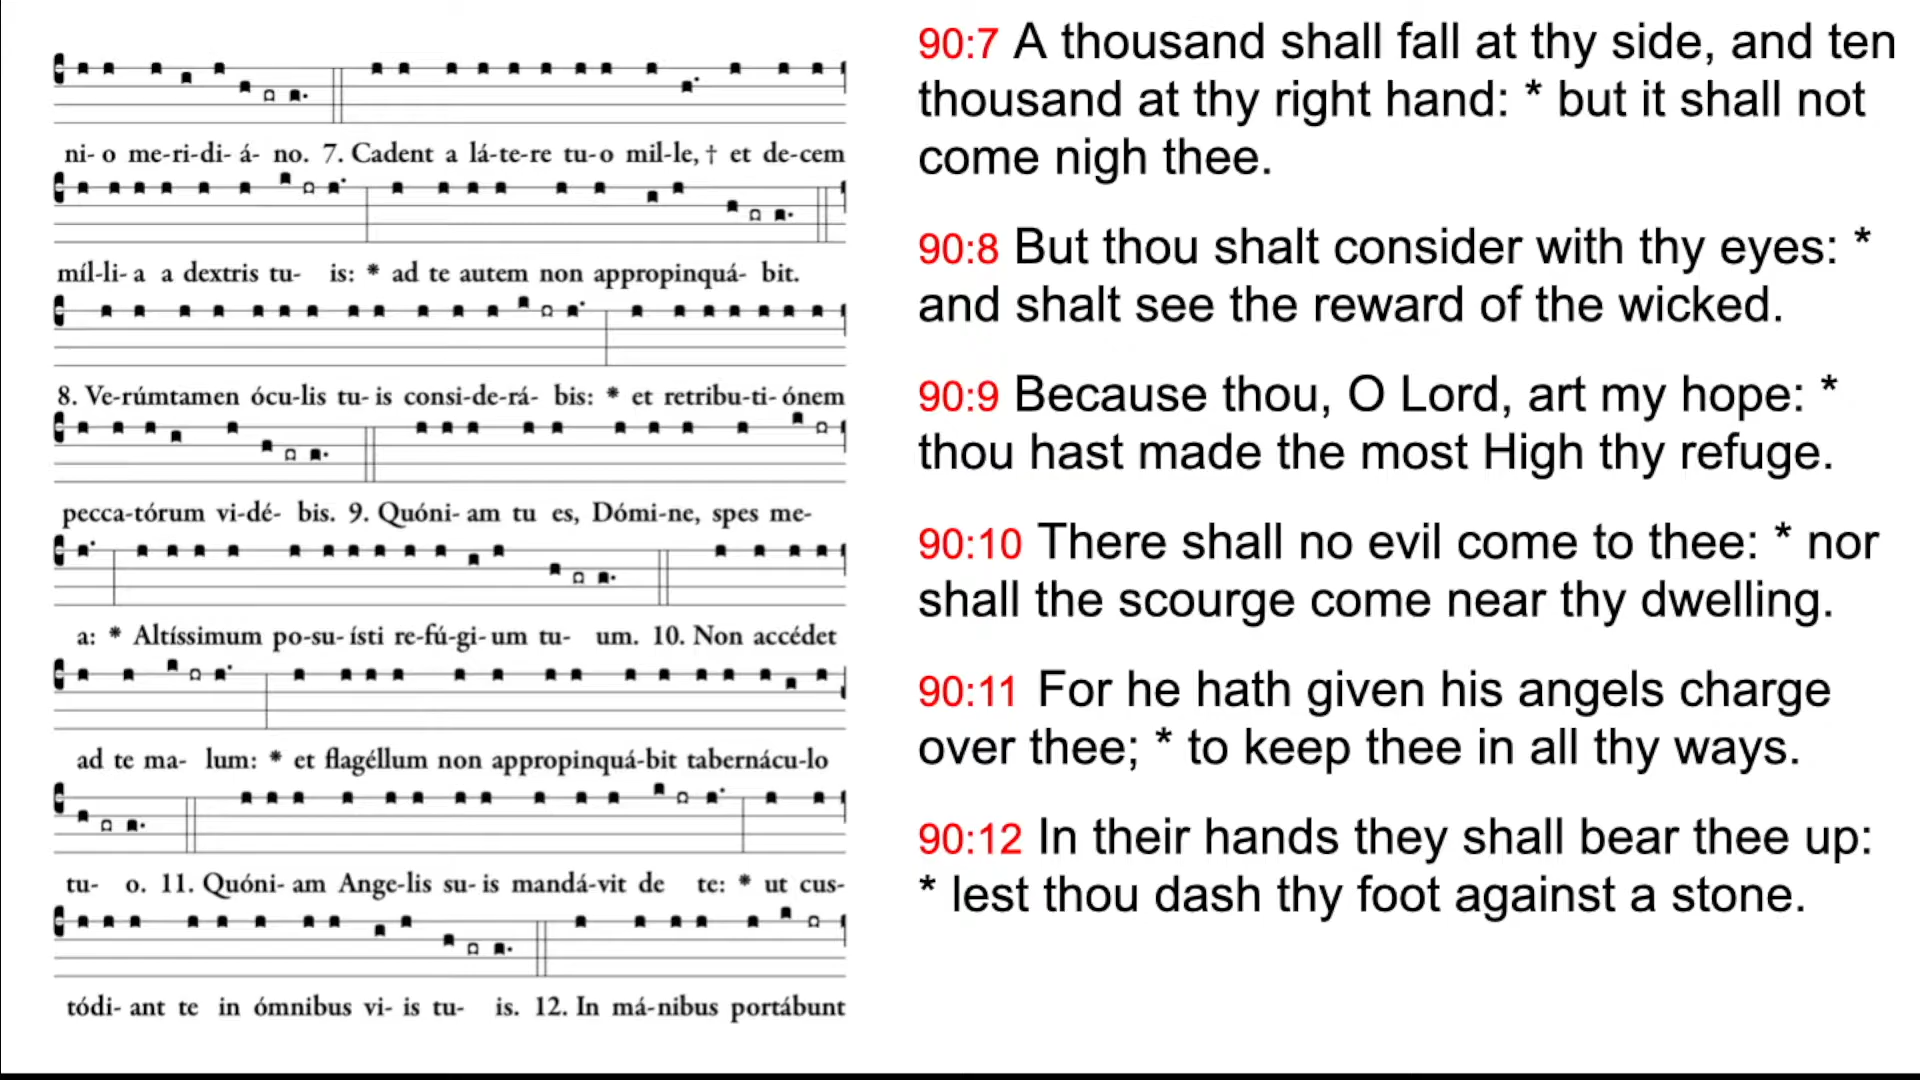 ni- o me-ri-di- á- no. 7. Cadent a lá-te-re tu-o mil-le, † et de-cem
míl-li- a a dextris tu- is: * ad te autem non appropinquá- bit.
8. Ve-rúmtamen ócu-lis tu- is consi-de-rá- bis: * et retribu-ti- ónem
pecca-tórum vi-dé- bis. 9. Quóni- am tu es, Dómi-ne, spes me-
a: * Altíssimum po-su- ísti re-fú-gi- um tu- um. 10. Non accédet
ad te ma- lum: * et flagéllum non appropinquá-bit tabernácu-lo
tu- o. 11. Quóni- am Ange-lis su- is mandá-vit de te: * ut cus-
tódi- ant te in ómnibus vi- is tu- is. 12. In má-nibus portábunt
90:7 A thousand shall fall at thy side, and ten
thousand at thy right hand: * but it shall not
come nigh thee.
90:8 But thou shalt consider with thy eyes: *
and shalt see the reward of the wicked.
90:9 Because thou, O Lord, art my hope: *
thou hast made the most High thy refuge.
90:10 There shall no evil come to thee: * nor
shall the scourge come near thy dwelling.
90:11 For he hath given his angels charge
over thee; * to keep thee in all thy ways.
90:12 In their hands they shall bear thee up:
* lest thou dash thy foot against a stone.